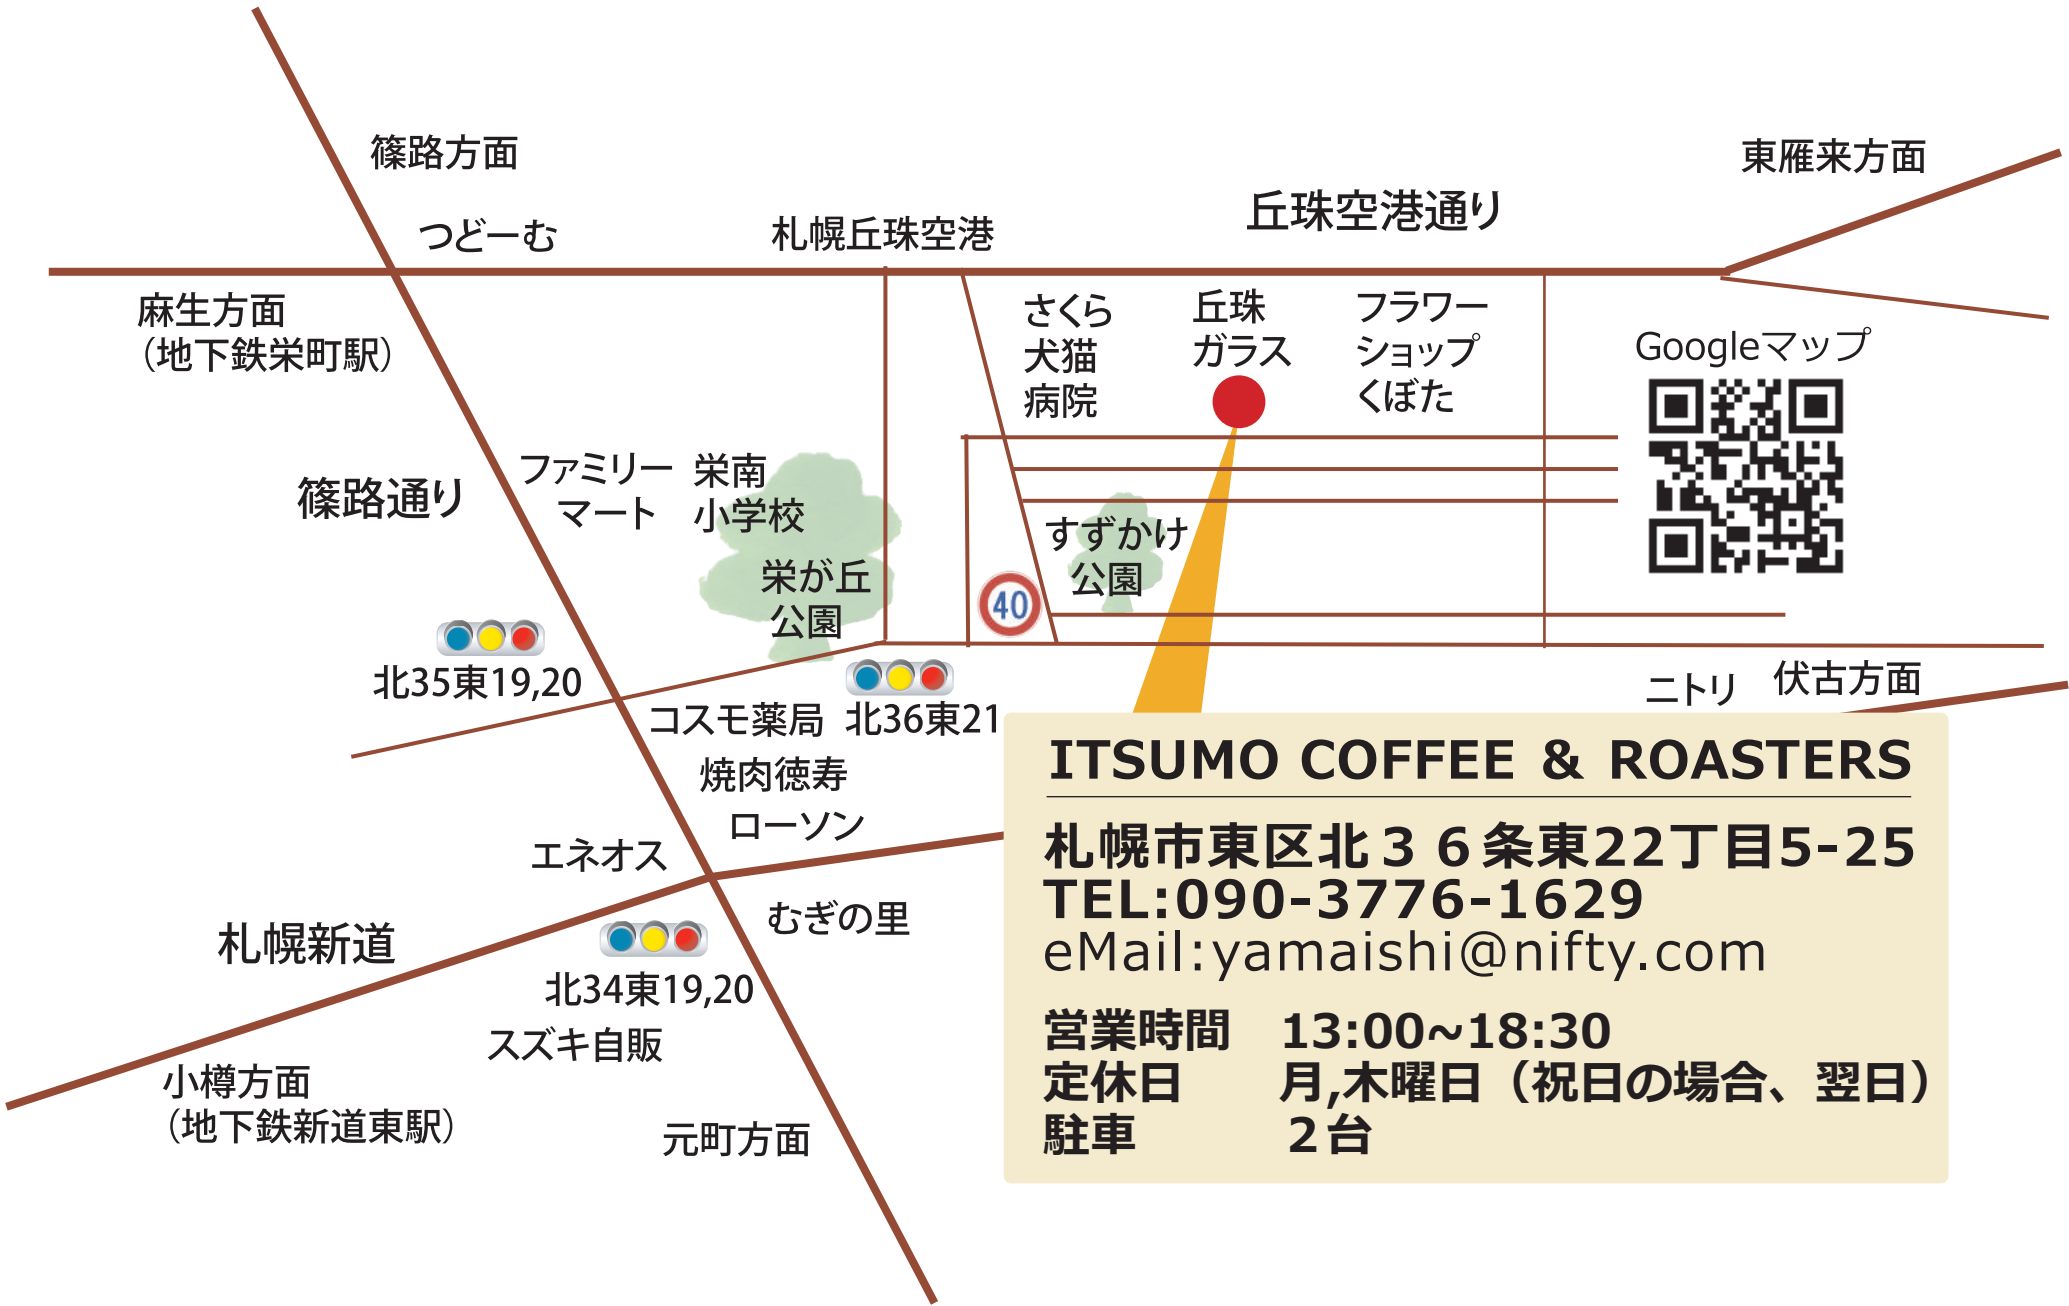 篠路方面
東雁来方面
つどーむ
札幌丘珠空港
丘珠空港通り
麻生方面
（地下鉄栄町駅）
さくら
犬猫
病院
丘珠
ガラス
フラワー
ショップ
くぼた
Googleマップ
篠路通り
ファミリー
マート
栄南
小学校
栄が丘
公園
40
すずかけ
公園
北35東19,20
コスモ薬局
北36東21
ニトリ
伏古方面
焼肉徳寿
ローソン
エネオス
むぎの里
札幌新道
北34東19,20
スズキ自販
小樽方面
（地下鉄新道東駅）
元町方面
ITSUMO COFFEE & ROASTERS
札幌市東区北３６条東22丁目5-25
TEL:090-3776-1629
eMail:yamaishi@nifty.com
営業時間　13:00~18:30
定休日　　月,木曜日（祝日の場合、翌日）
駐車　　　２台